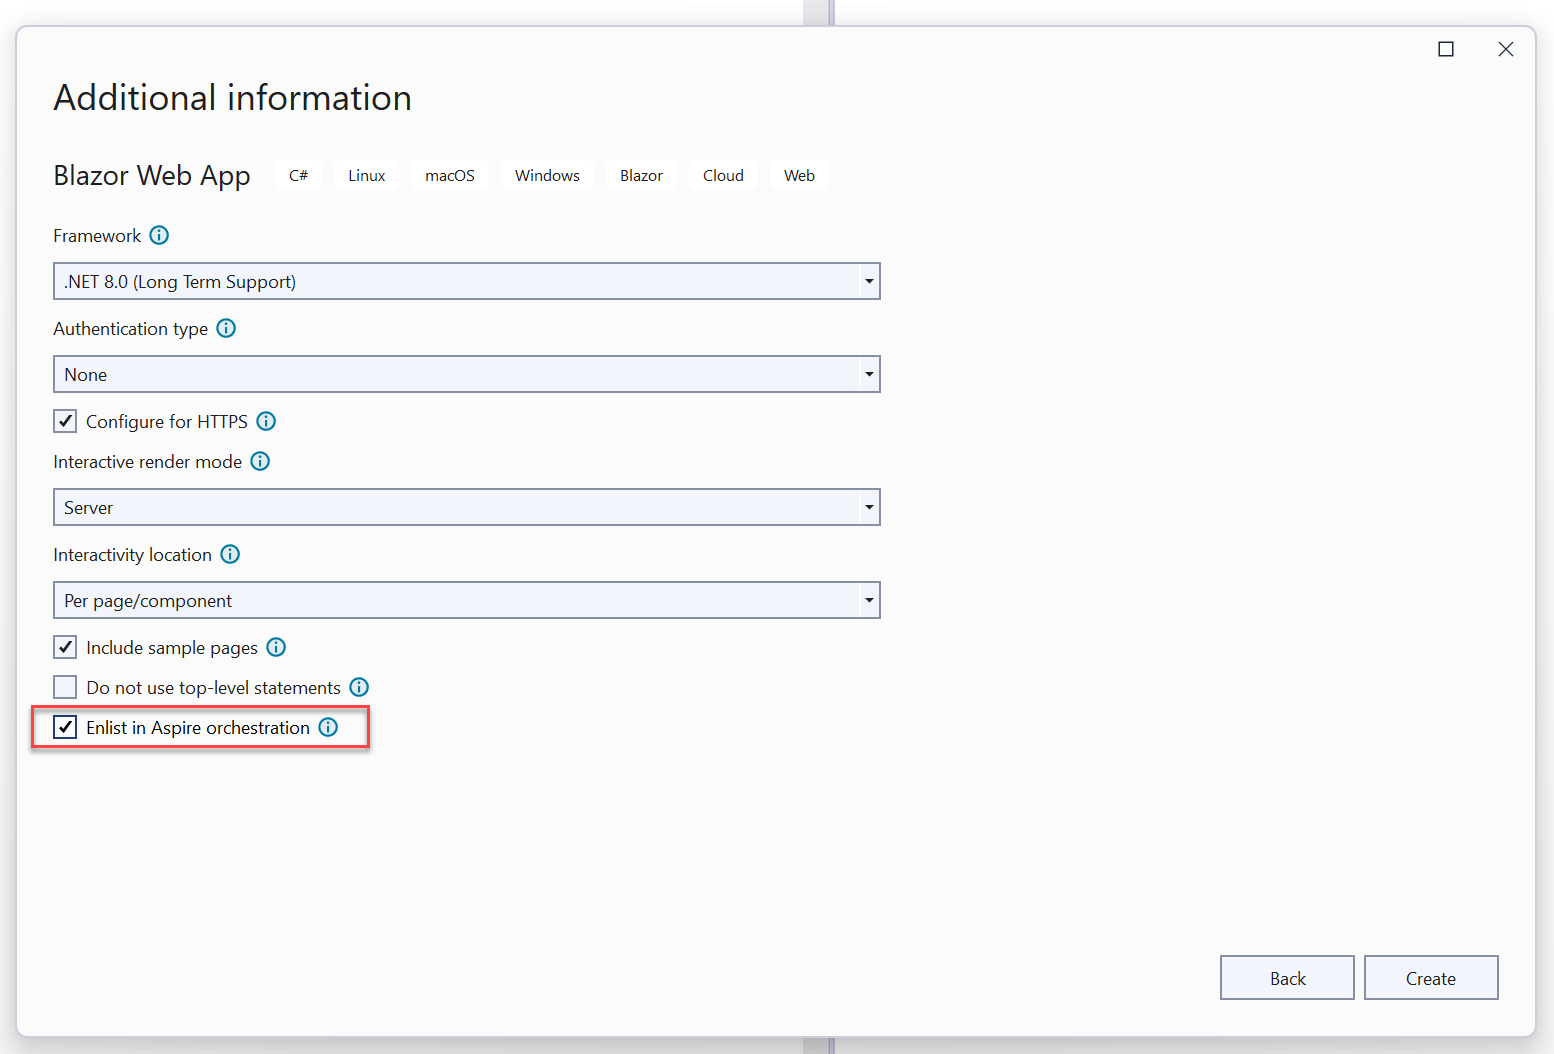 Additional information
Blazor Web App C# Linux macOS Windows Blazor Cloud Web
Framework
.NET 8.0 (Long Term Support)
Authentication type
None
Configure for HTTPS
Interactive render mode
Server
Interactivity location
Per page/component
Include sample pages
Do not use top-level statements
Enlist in Aspire orchestration
Back Create